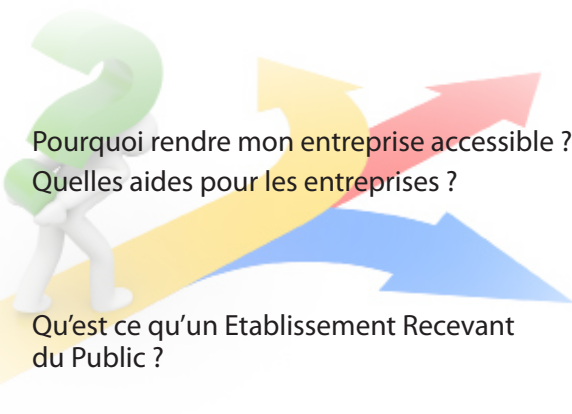 Pourquoi rendre mon entreprise accessible ?
Quelles aides pour les entreprises ?
Qu’est ce qu’un Etablissement Recevant
du Public ?